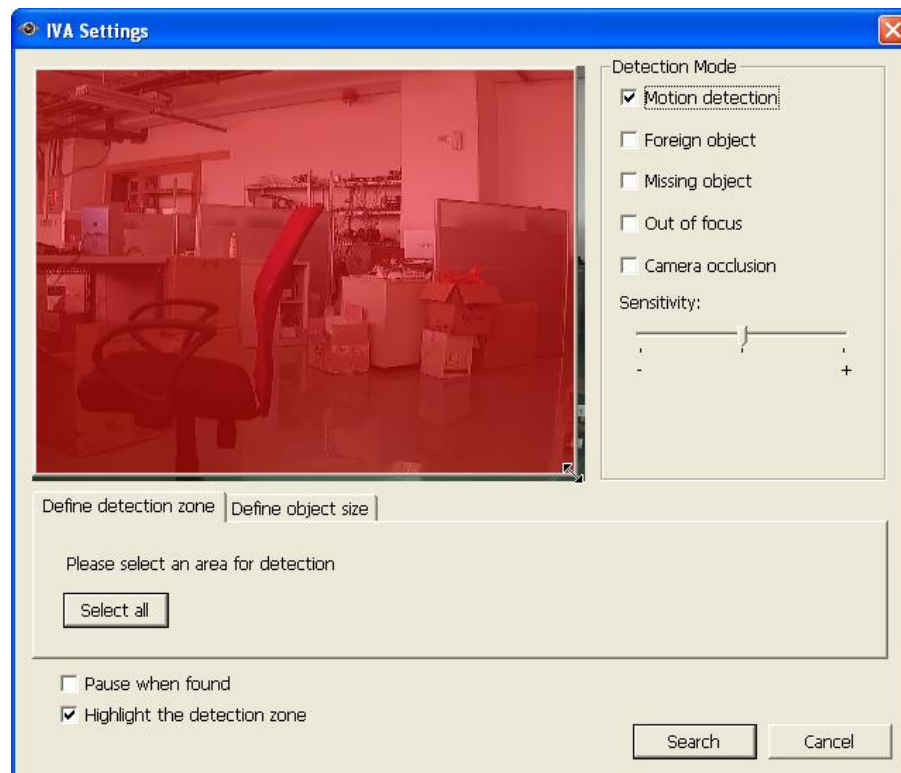 IVA Settings
Detection Mode
Motion detection
Foreign object
Missing object
Out of focus
Camera occlusion
Sensitivity:
- +
Define detection zone
Define object size
Please select an area for detection
Select all
Pause when found
Highlight the detection zone
Search
Cancel